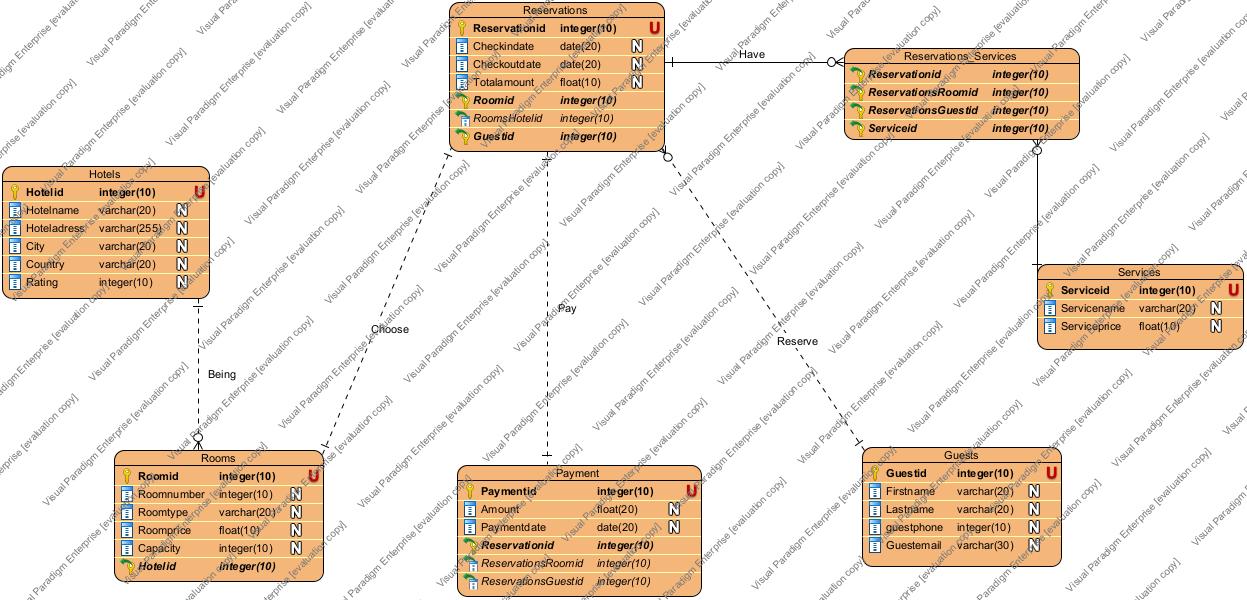 Reservations
Reservationid integer(10) U
Checkindate date(20) N
Checkoutdate date(20) N
Totalamount float(10) N
Roomid integer(10)
RoomsHotelid integer(10)
Guestid integer(10)
Have
Reservations_Services
Reservationid integer(10)
ReservationsRoomid integer(10)
ReservationsGuestid integer(10)
Serviceid integer(10)
Hotels
Hotelid integer(10) U
Hotelname varchar(20) N
Hoteladress varchar(255) N
City varchar(20) N
Country varchar(20) N
Rating integer(10) N
Services
Serviceid integer(10) U
Servicename varchar(20) N
Serviceprice float(10) N
Choose
Pay
Reserve
Being
Rooms
Roomid integer(10) U
Roomnumber integer(10) N
Roomtype varchar(20) N
Roomprice float(10) N
Capacity integer(10) N
Hotelid integer(10)
Payment
Paymentid integer(10) U
Amount float(20) N
Paymentdate date(20) N
Reservationid integer(10)
ReservationsRoomid integer(10)
ReservationsGuestid integer(10)
Guests
Guestid integer(10) U
Firstname varchar(20) N
Lastname varchar(20) N
guestphone integer(10) N
Guestemail varchar(30) N
Visual Paradigm Enterprise [evaluation copy]